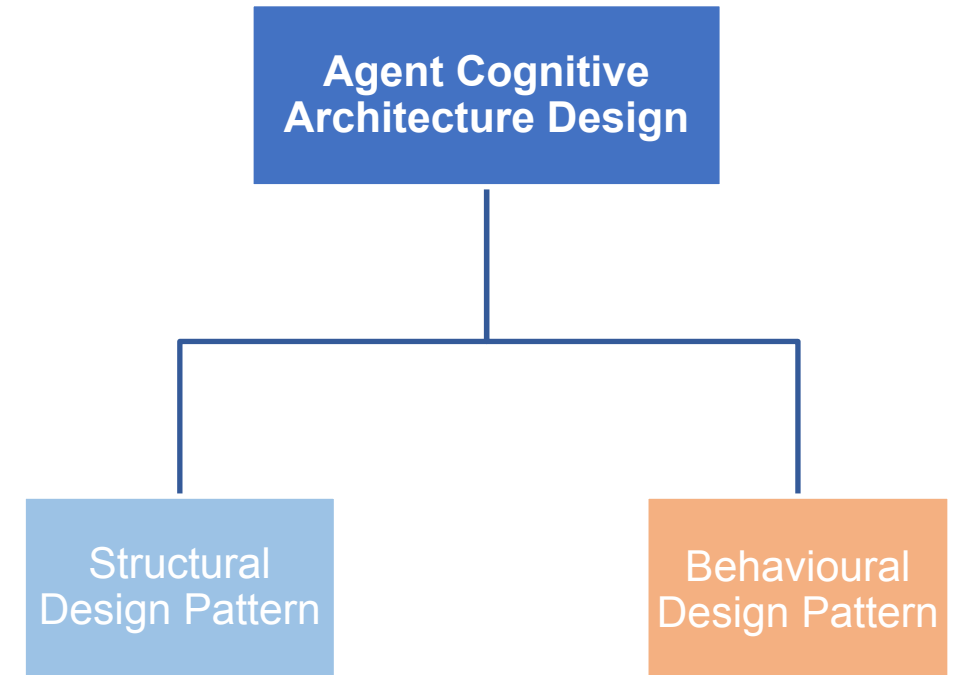 Agent Cognitive
Architecture Design
Structural
Design Pattern
Behavioural
Design Pattern